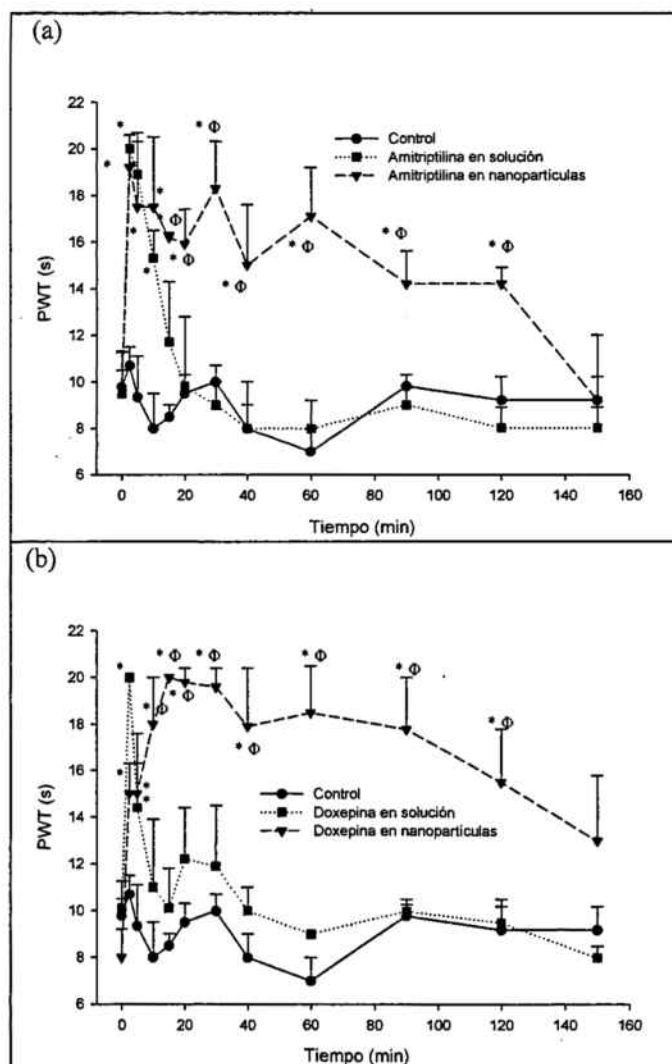 (a)
22
20
18
16
14
12
10
8
6
PWT (s)
Control
Amitriptilina en solución
Amitriptilina en nanopartículas
* * * * * * * Φ * Φ * Φ * Φ * Φ * Φ * Φ
0 20 40 60 80 100 120 140 160
Tiempo (min)
(b)
22
20
18
16
14
12
10
8
6
PWT (s)
Control
Doxepina en solución
Doxepina en nanopartículas
* * * * * Φ * Φ * Φ * Φ * Φ * Φ * Φ * Φ
0 20 40 60 80 100 120 140 160
Tiempo (min)